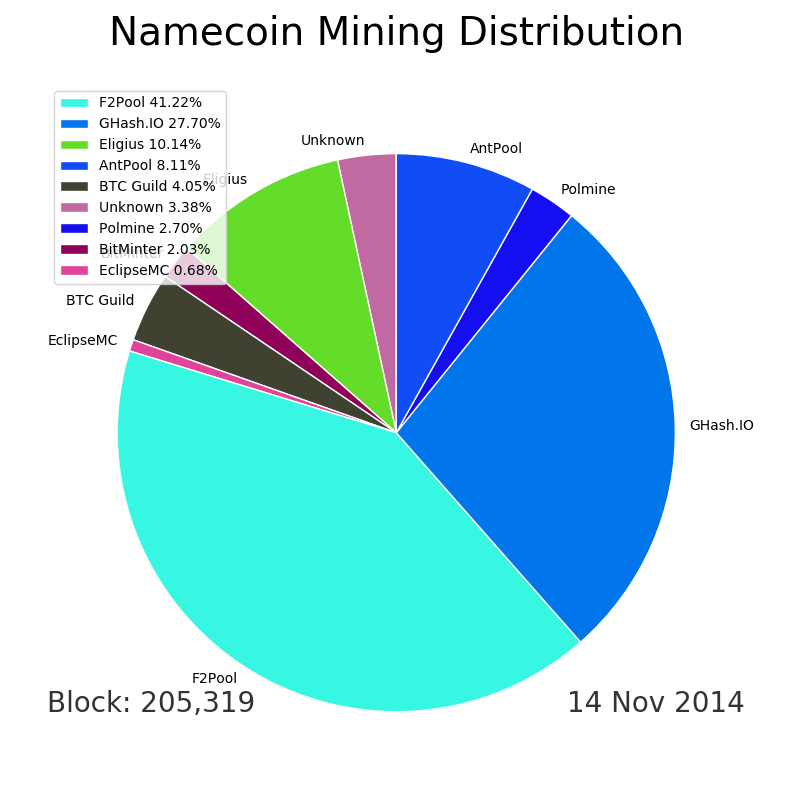 Namecoin Mining Distribution
F2Pool 41.22%
GHash.IO 27.70%
Eligius 10.14%
AntPool 8.11%
BTC Guild 4.05%
Unknown 3.38%
Polmine 2.70%
BitMinter 2.03%
EclipseMC 0.68%
Unknown
AntPool
Eligius
Polmine
BitMinter
BTC Guild
EclipseMC
GHash.IO
F2Pool
Block: 205,319
14 Nov 2014